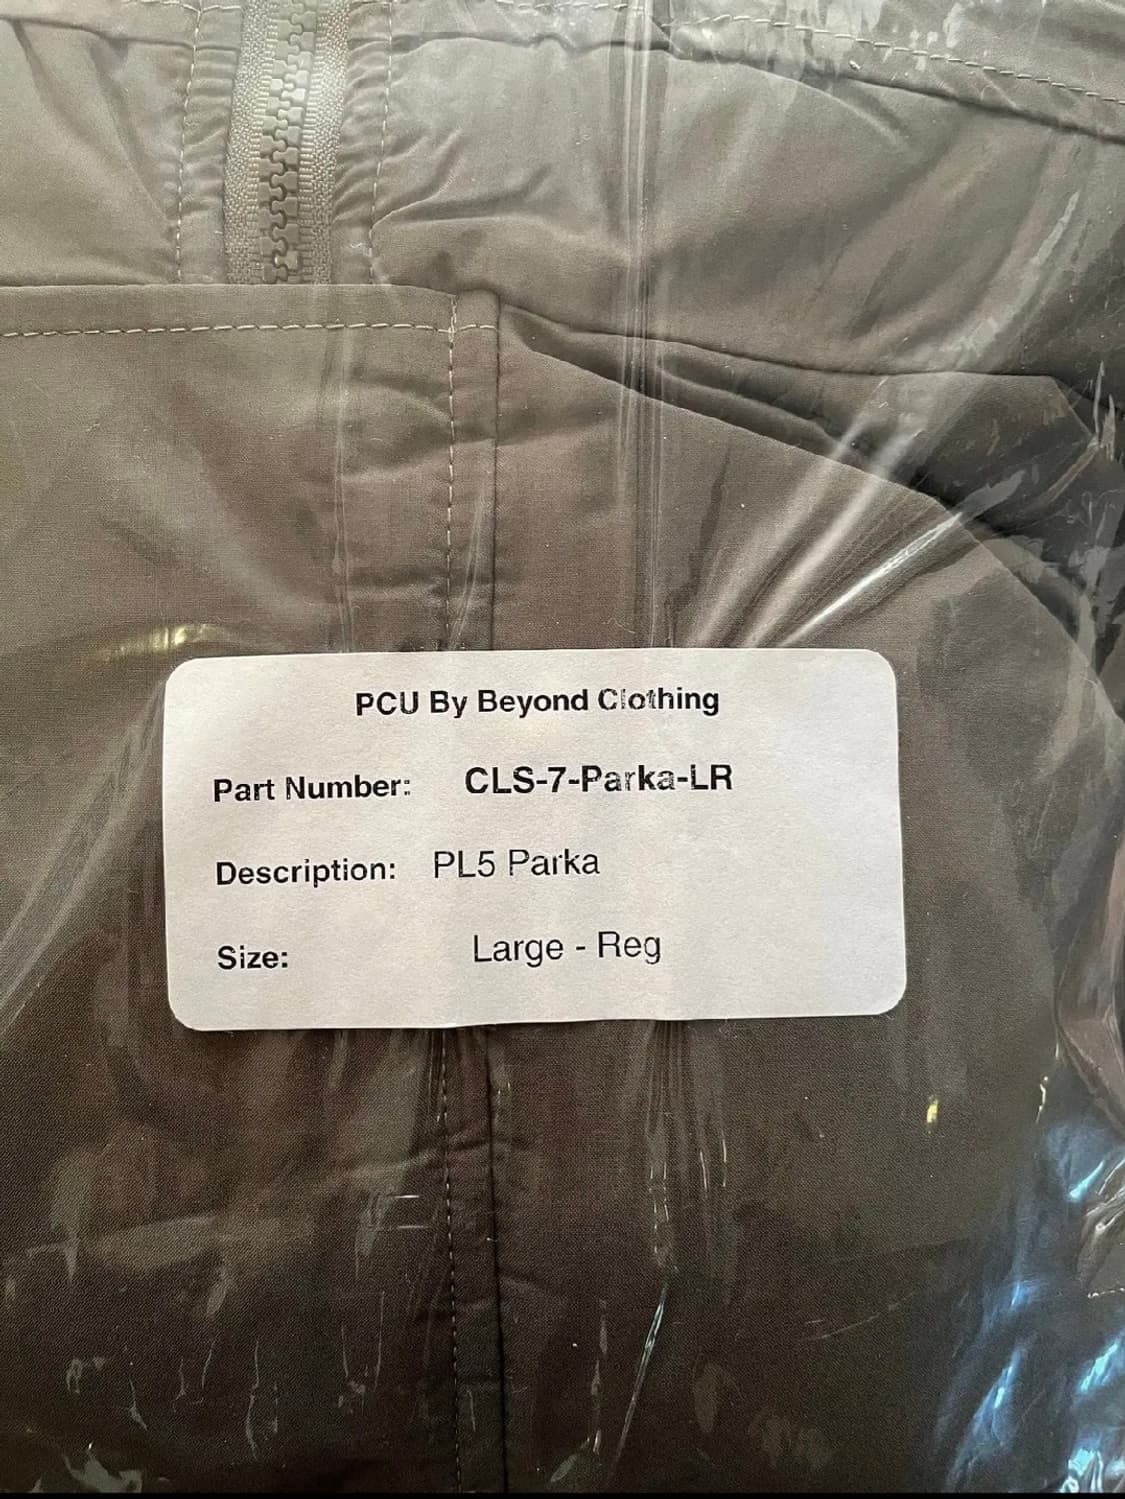 PCU By Beyond Clothing
Part Number: CLS-7-Parka-LR
Description: PL5 Parka
Size: Large - Reg